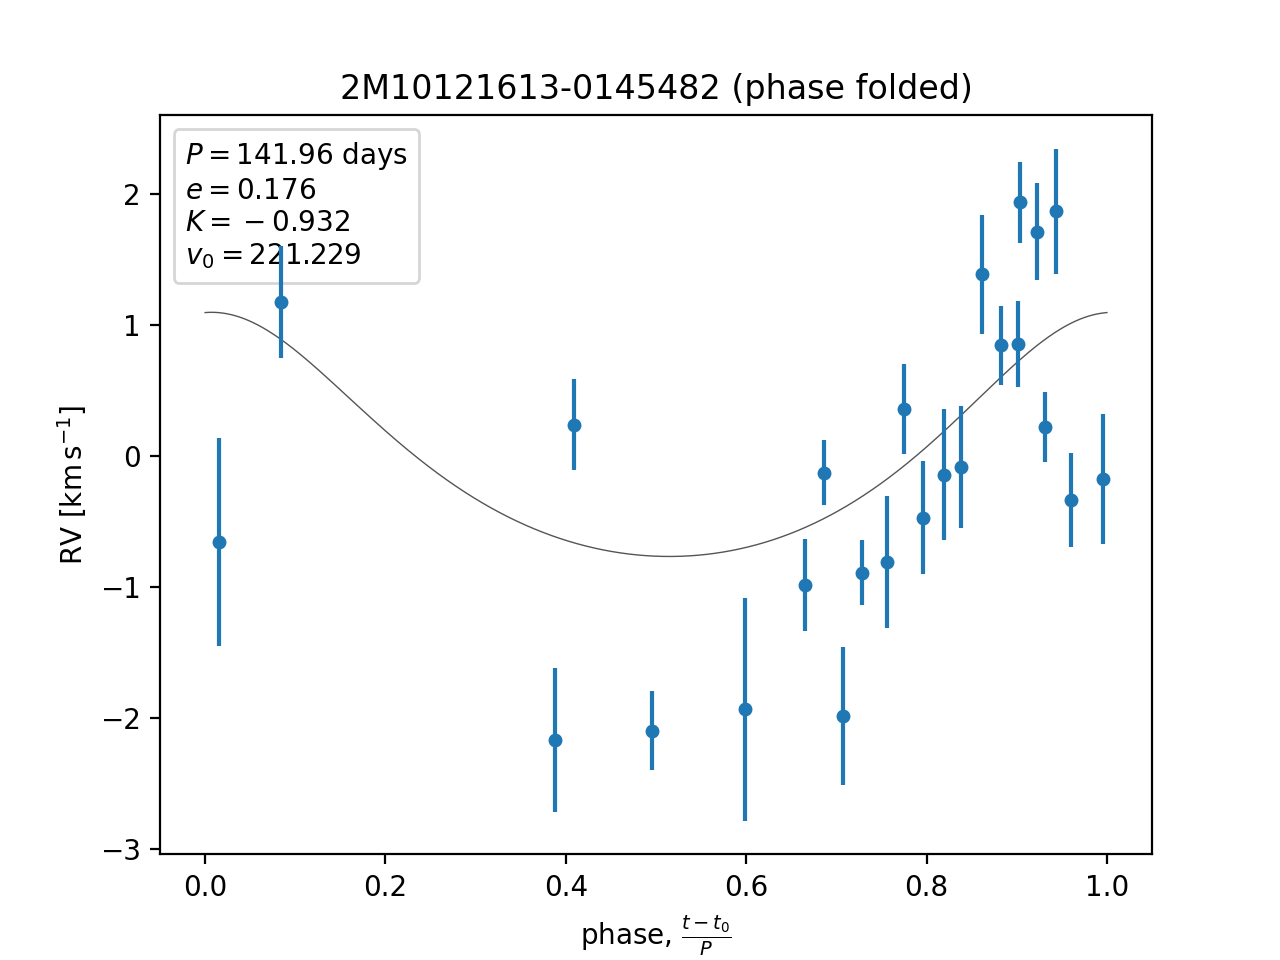 2M10121613-0145482 (phase folded)
P = 141.96 days
e = 0.176
K = −0.932
v₀ = 221.229
RV [km s⁻¹]
2
1
0
−1
−2
−3
0.0 0.2 0.4 0.6 0.8 1.0
phase, (t − t₀)/P